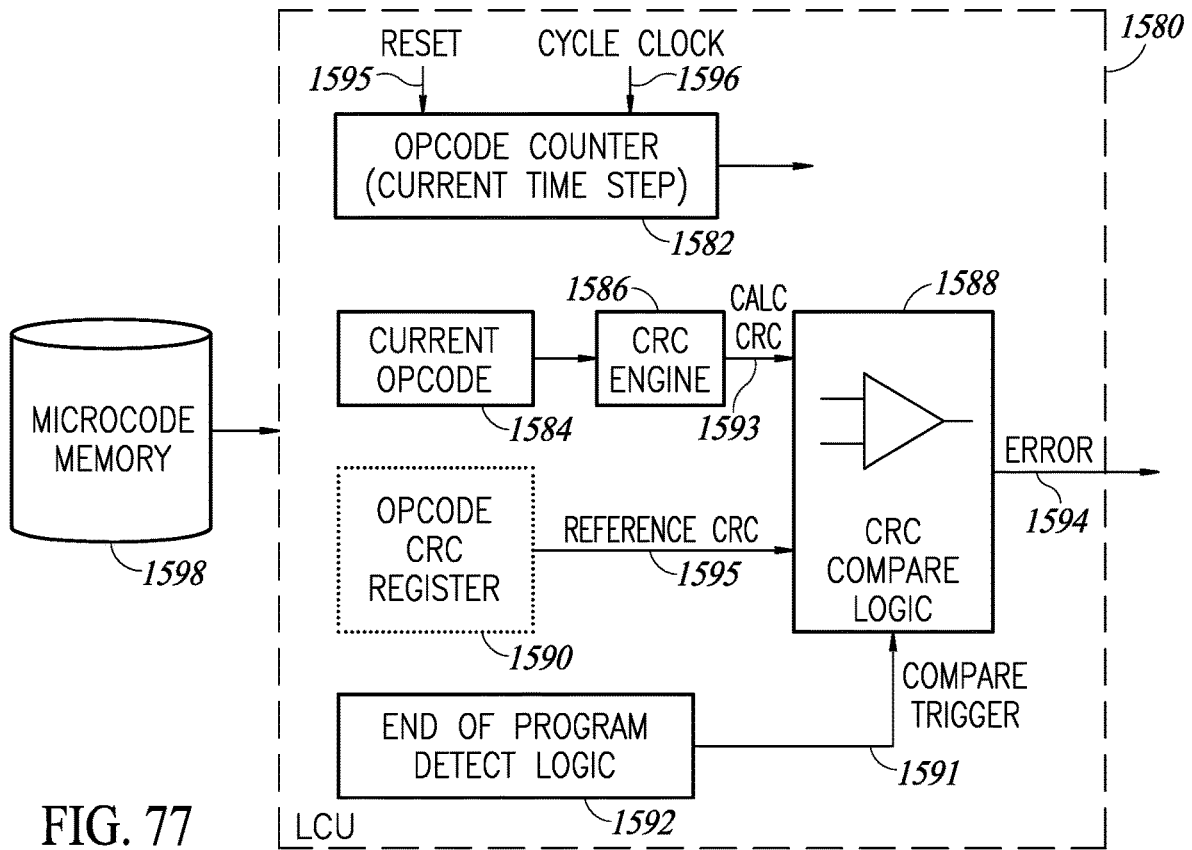 1580
RESET
CYCLE CLOCK
1595
1596
OPCODE COUNTER
(CURRENT TIME STEP)
1582
1586
CALC
CRC
1588
CURRENT
OPCODE
CRC
ENGINE
1584
1593
MICROCODE
MEMORY
ERROR
1594
OPCODE
CRC
REGISTER
REFERENCE CRC
1595
CRC
COMPARE
LOGIC
1598
1590
COMPARE
TRIGGER
END OF PROGRAM
DETECT LOGIC
1591
1592
FIG. 77
LCU